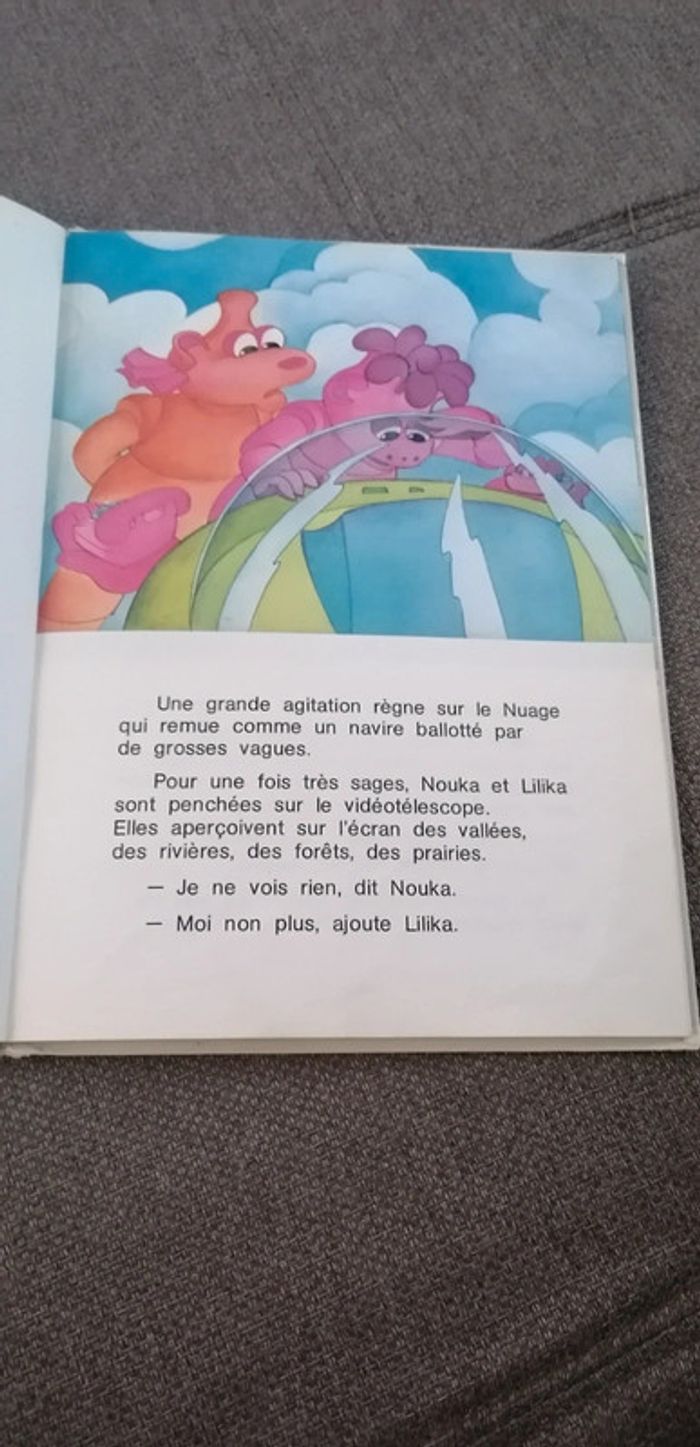 Une grande agitation règne sur le Nuage
qui remue comme un navire ballotté par
de grosses vagues.
Pour une fois très sages, Nouka et Lilika
sont penchées sur le vidéotélescope.
Elles aperçoivent sur l'écran des vallées,
des rivières, des forêts, des prairies.
— Je ne vois rien, dit Nouka.
— Moi non plus, ajoute Lilika.